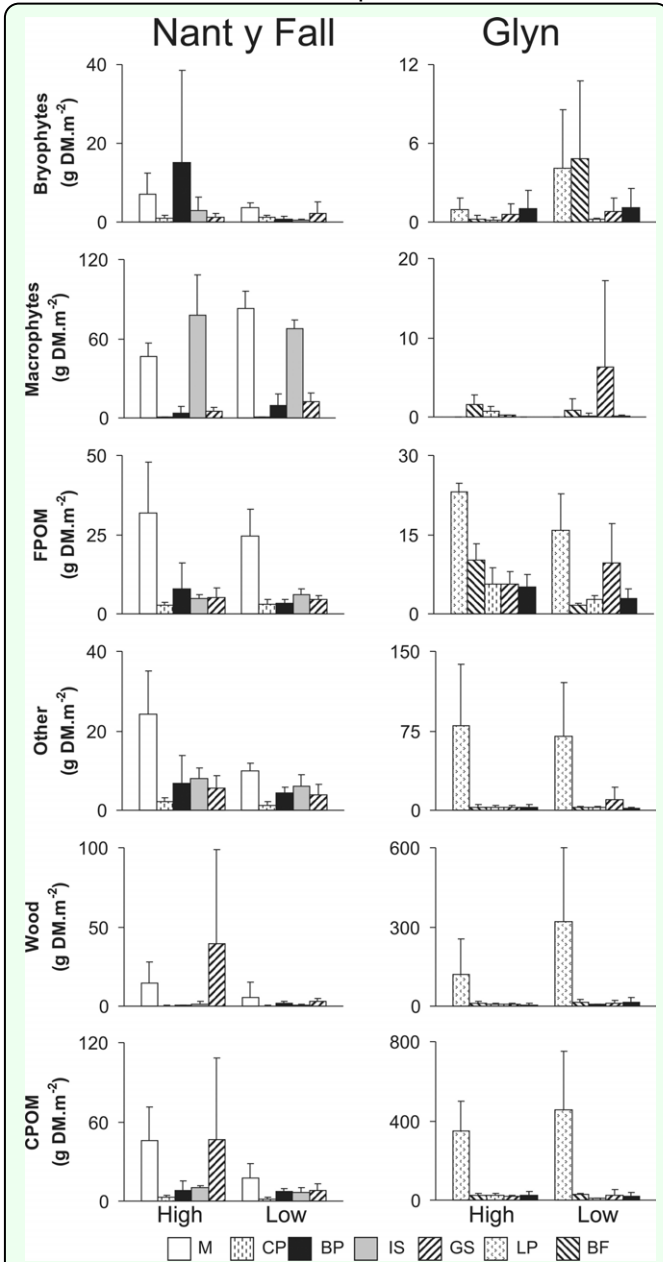 Nant y Fall Glyn
Bryophytes
(g DM.m-2)
40
20
0
12
6
0
Macrophytes
(g DM.m-2)
120
60
0
20
10
0
FPOM
(g DM.m-2)
50
25
0
30
15
0
Other
(g DM.m-2)
40
20
0
150
75
0
Wood
(g DM.m-2)
100
50
0
600
300
0
CPOM
(g DM.m-2)
120
60
0
800
400
0
High Low High Low
M CP BP IS GS LP BF